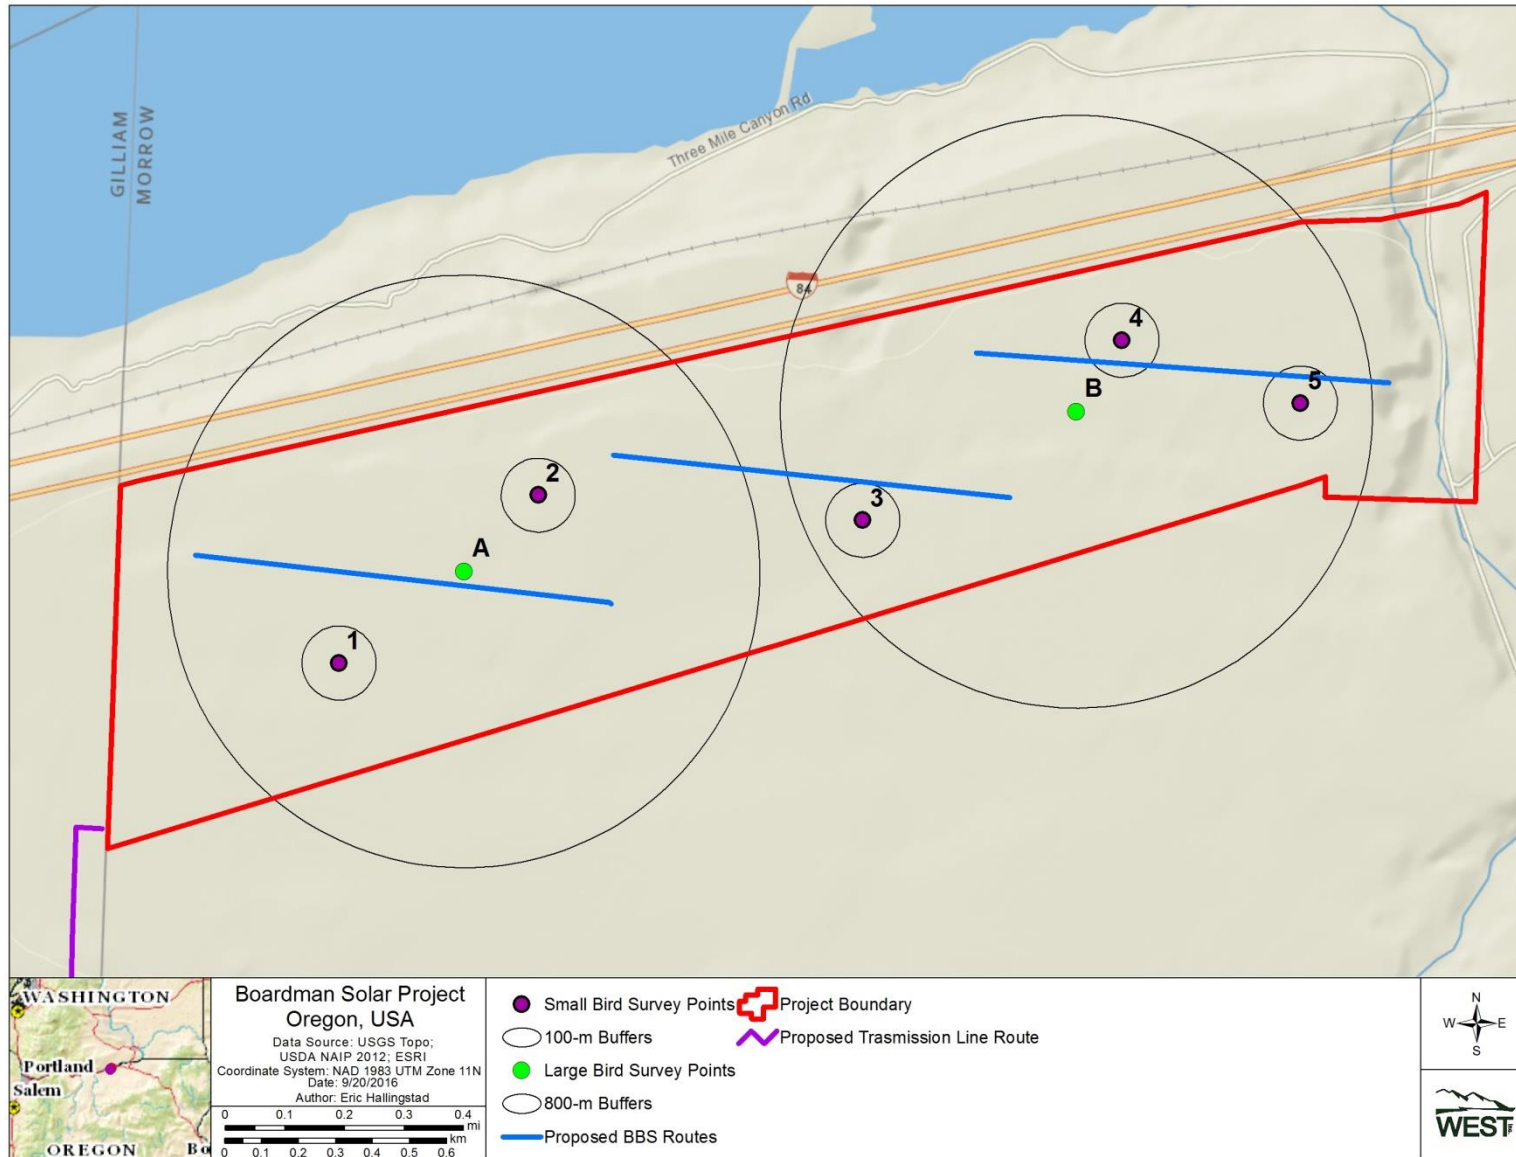 GILLIAM
MORROW
Three Mile Canyon Rd
84
4
B
5
2
3
A
1
WASHINGTON
Portland
Salem
OREGON
Bo
Boardman Solar Project
Oregon, USA
Data Source: USGS Topo;
USDA NAIP 2012; ESRI
Coordinate System: NAD 1983 UTM Zone 11N
Date: 9/20/2016
Author: Eric Hallingstad
0 0.1 0.2 0.3 0.4
mi
km
0 0.1 0.2 0.3 0.4 0.5 0.6
Small Bird Survey Points
100-m Buffers
Large Bird Survey Points
800-m Buffers
Proposed BBS Routes
Project Boundary
Proposed Trasmission Line Route
N
W E
S
WEST